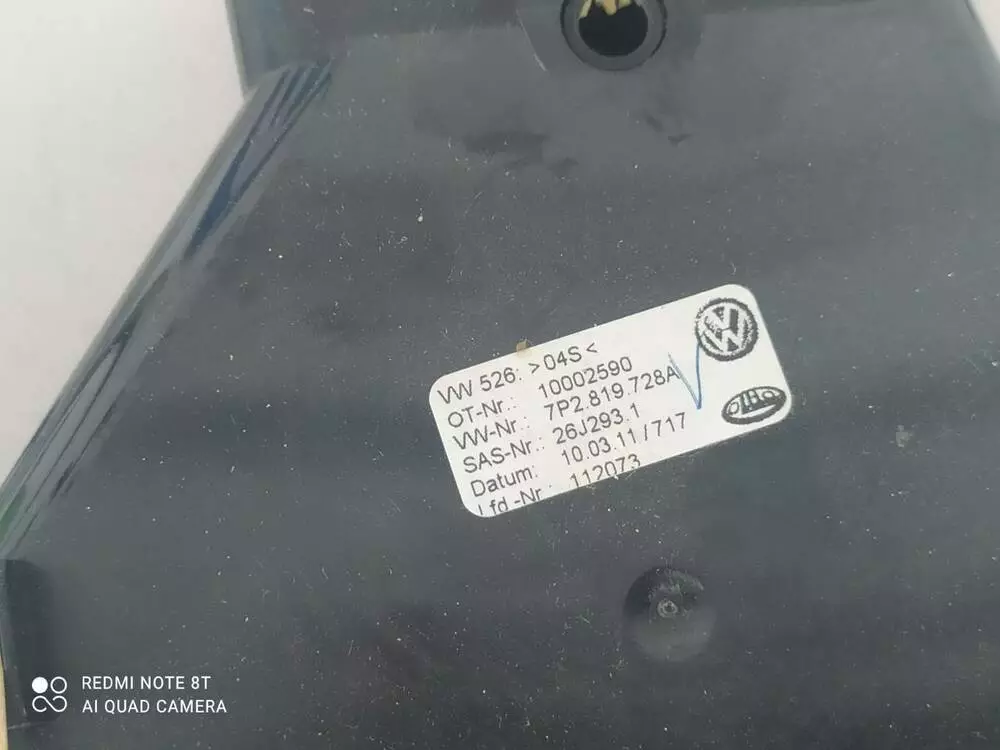 VW 526: >04S<
OT-Nr.: 10002590
VW-Nr.: 7P2.819.728A
SAS-Nr.: 26J293.1
Datum: 10.03.11/717
Lfd-Nr.: 112073
VW
REDMI NOTE 8T
AI QUAD CAMERA